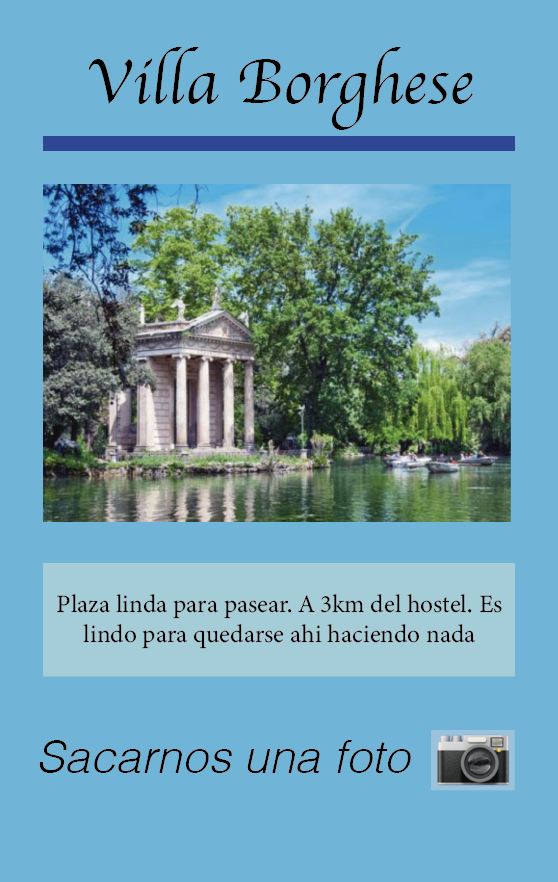 Villa Borghese
Plaza linda para pasear. A 3km del hostel. Es
lindo para quedarse ahi haciendo nada
Sacarnos una foto